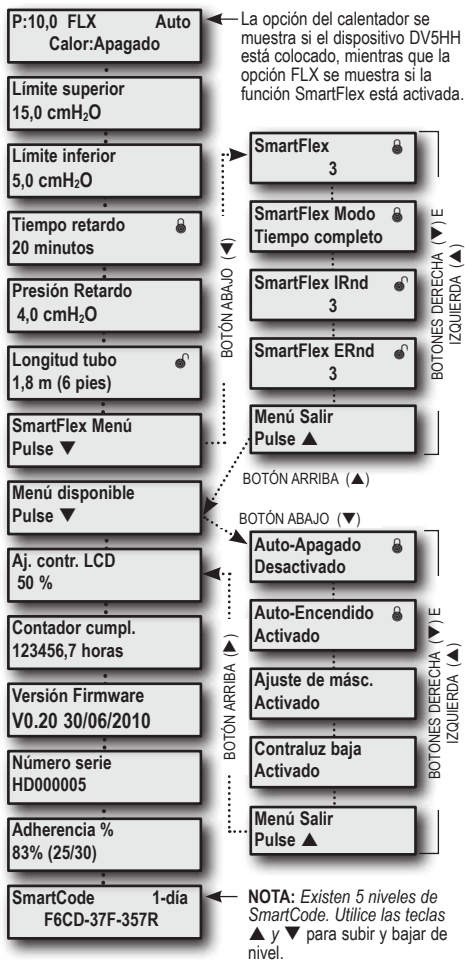 P:10,0 FLX Auto
Calor:Apagado
La opción del calentador se
muestra si el dispositivo DV5HH
está colocado, mientras que la
opción FLX se muestra si la
función SmartFlex está activada.
Límite superior
15,0 cmH₂O
Límite inferior
5,0 cmH₂O
Tiempo retardo
20 minutos
Presión Retardo
4,0 cmH₂O
Longitud tubo
1,8 m (6 pies)
SmartFlex Menú
Pulse ▼
BOTÓN ABAJO (▼)
SmartFlex
3
SmartFlex Modo
Tiempo completo
SmartFlex IRnd
3
SmartFlex ERnd
3
Menú Salir
Pulse ▲
BOTONES DERECHA (▼) E
IZQUIERDA (▲)
BOTÓN ARRIBA (▲)
Menú disponible
Pulse ▼
BOTÓN ABAJO (▼)
Auto-Apagado
Desactivado
Auto-Encendido
Activado
Ajuste de másc.
Activado
Contraluz baja
Activado
Menú Salir
Pulse ▲
BOTONES DERECHA (▼) E
IZQUIERDA (▲)
BOTÓN ARRIBA (▲)
Aj. contr. LCD
50 %
Contador cumpl.
123456,7 horas
Versión Firmware
V0.20 30/06/2010
Número serie
HD000005
Adherencia %
83% (25/30)
SmartCode 1-día
F6CD-37F-357R
NOTA: Existen 5 niveles de
SmartCode. Utilice las teclas
▲ y ▼ para subir y bajar de
nivel.